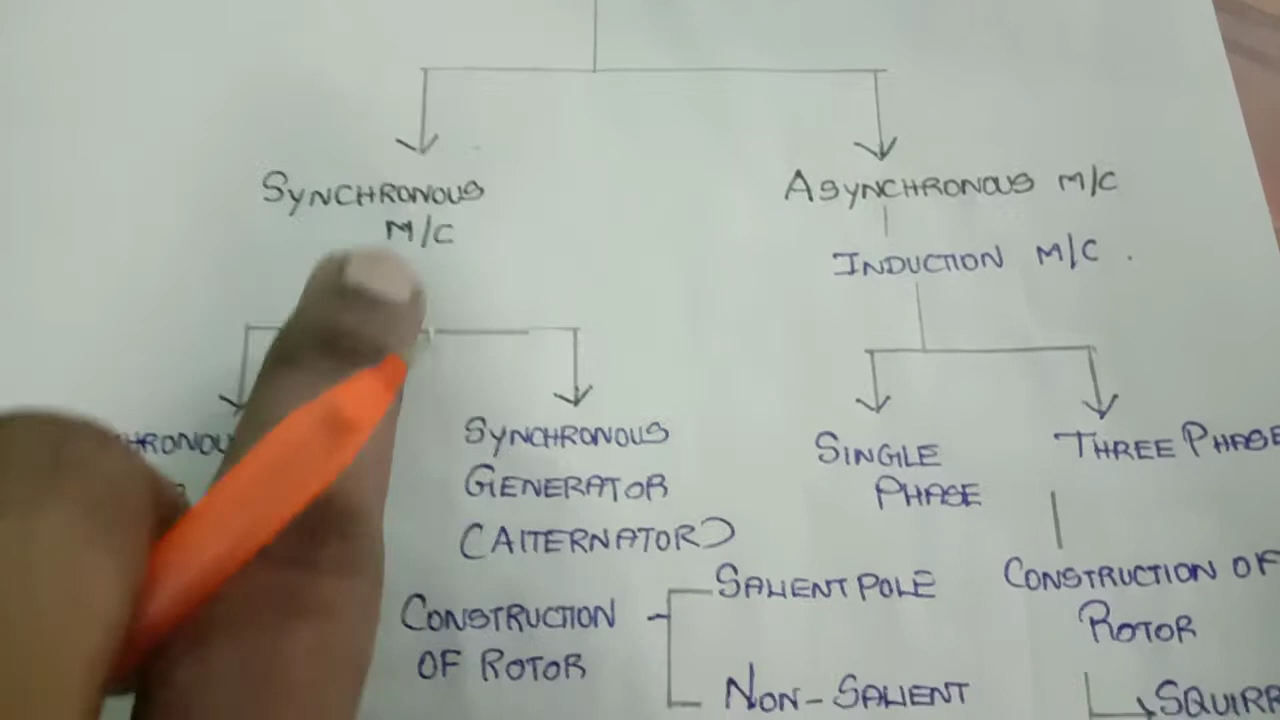 SYNCHRONOUS
M/C
ASYNCHRONOUS M/C
INDUCTION M/C .
SYNCHRONOUS
GENERATOR
(AITERNATOR)
CONSTRUCTION
OF ROTOR
SALIENT POLE
NON-SALIENT
SINGLE
PHASE
THREE PHASE
CONSTRUCTION OF
ROTOR